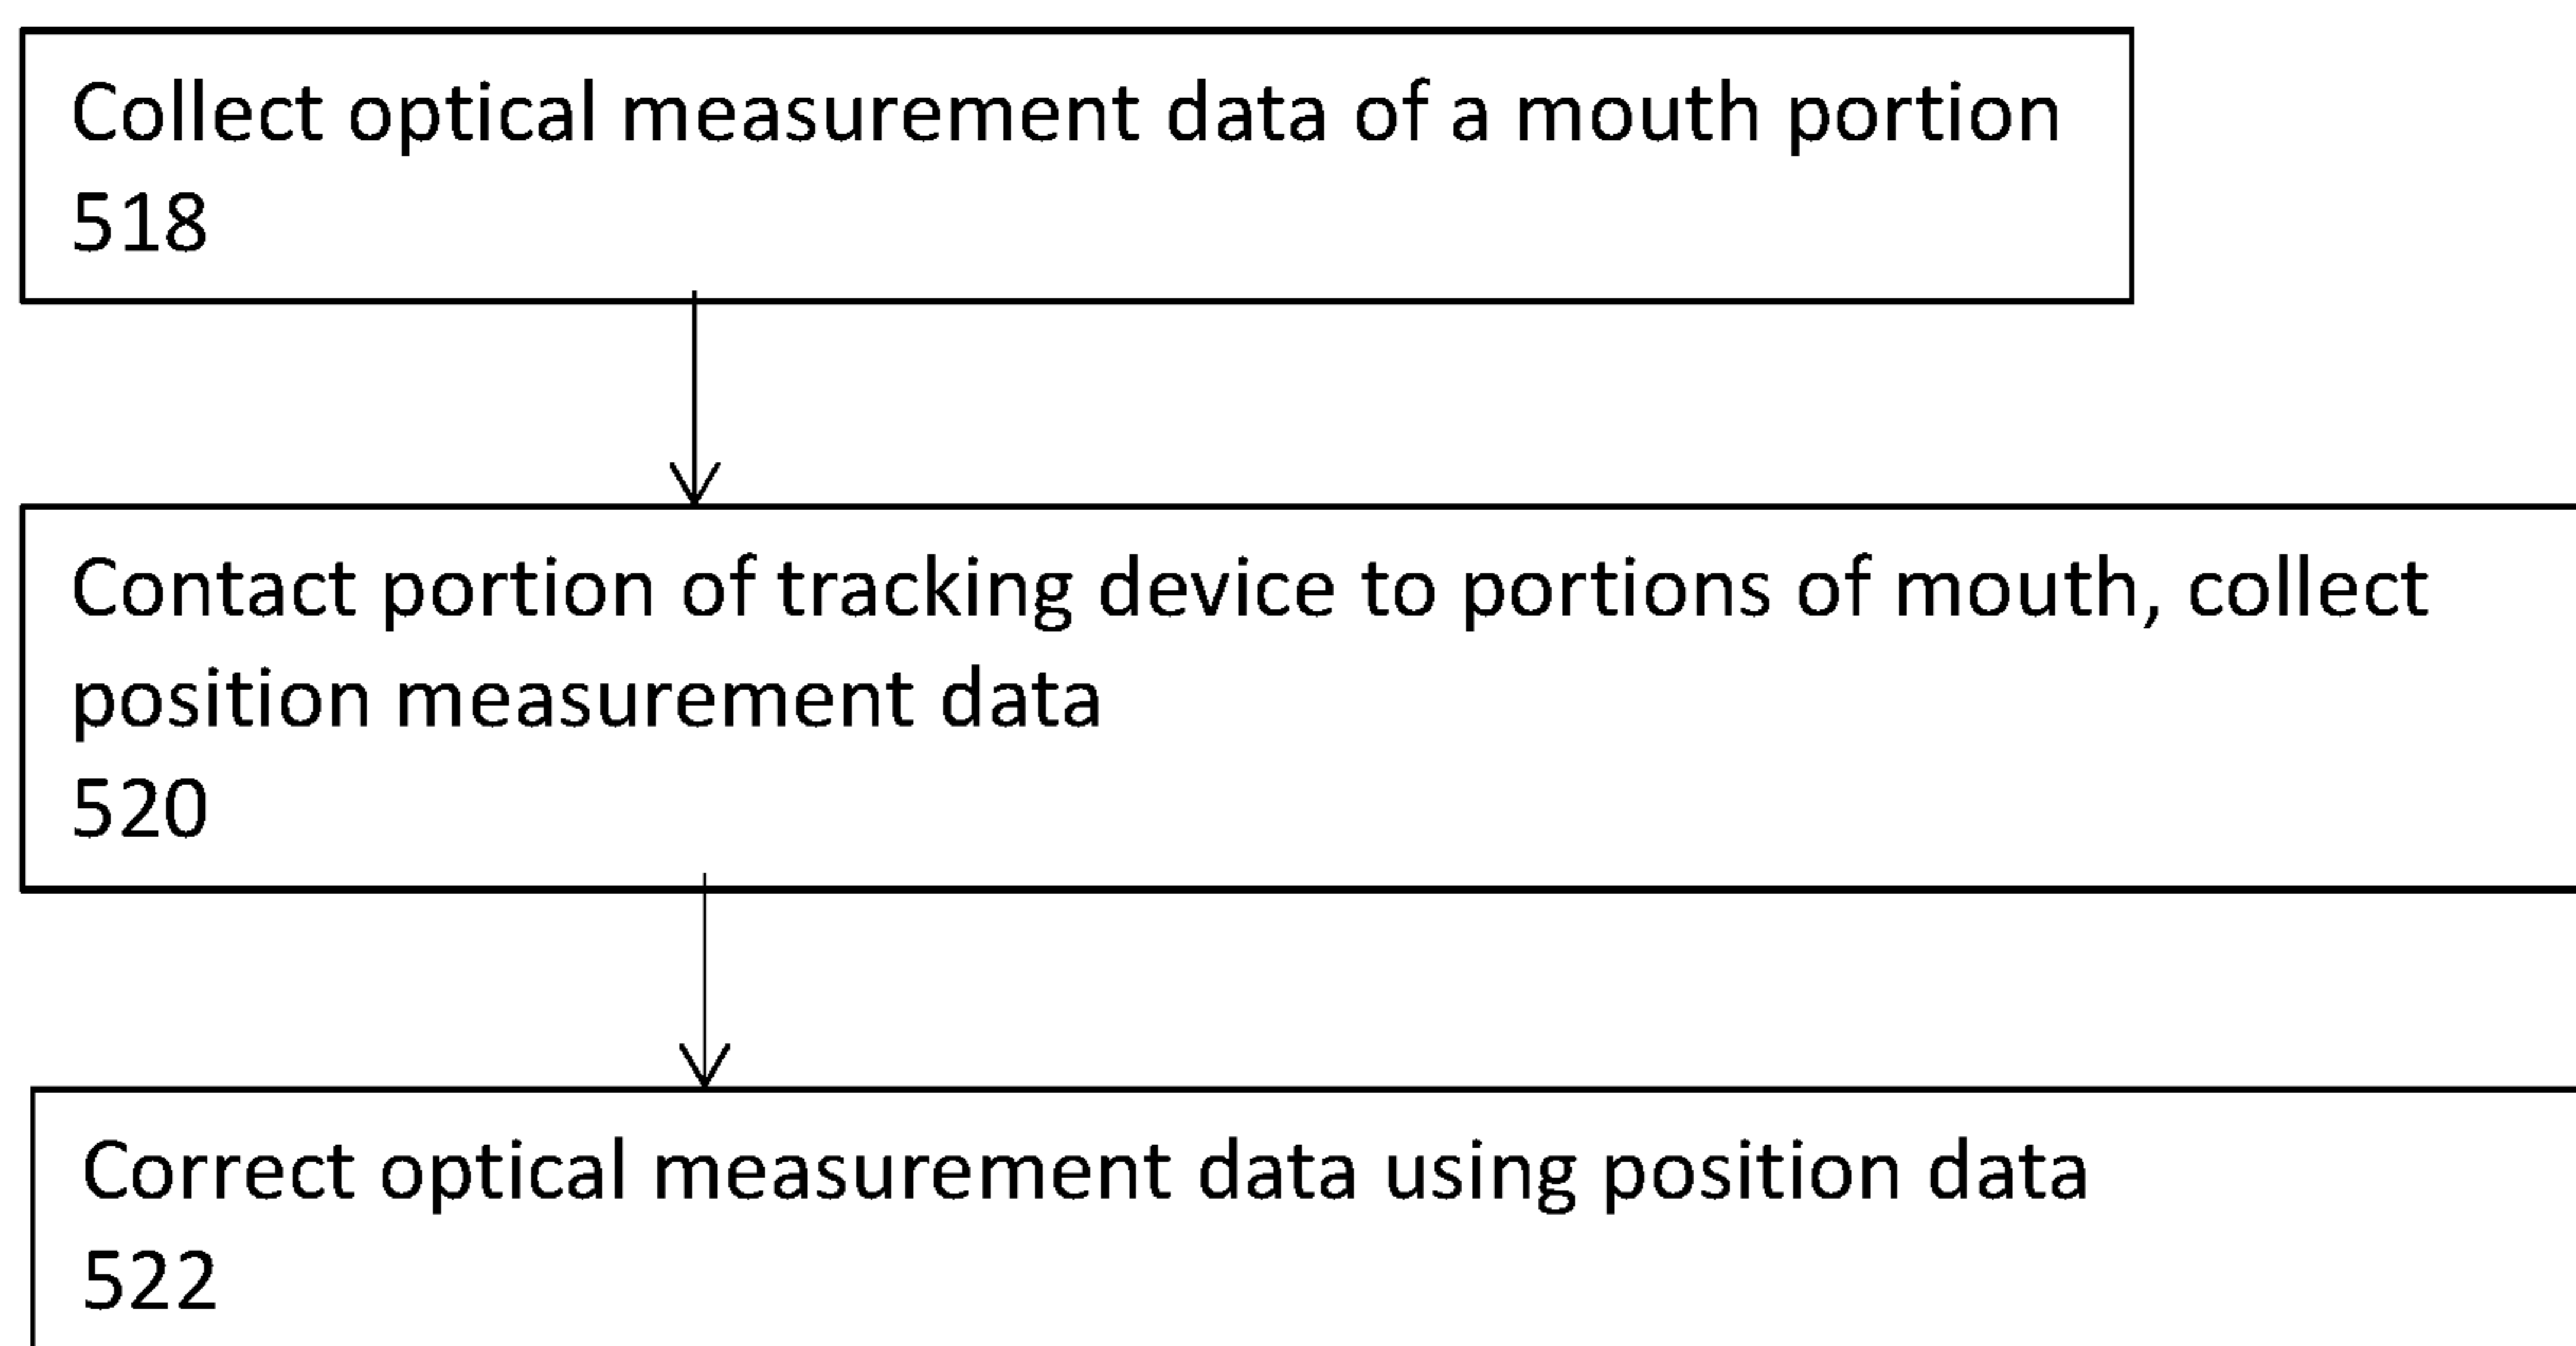 Collect optical measurement data of a mouth portion
518
Contact portion of tracking device to portions of mouth, collect
position measurement data
520
Correct optical measurement data using position data
522